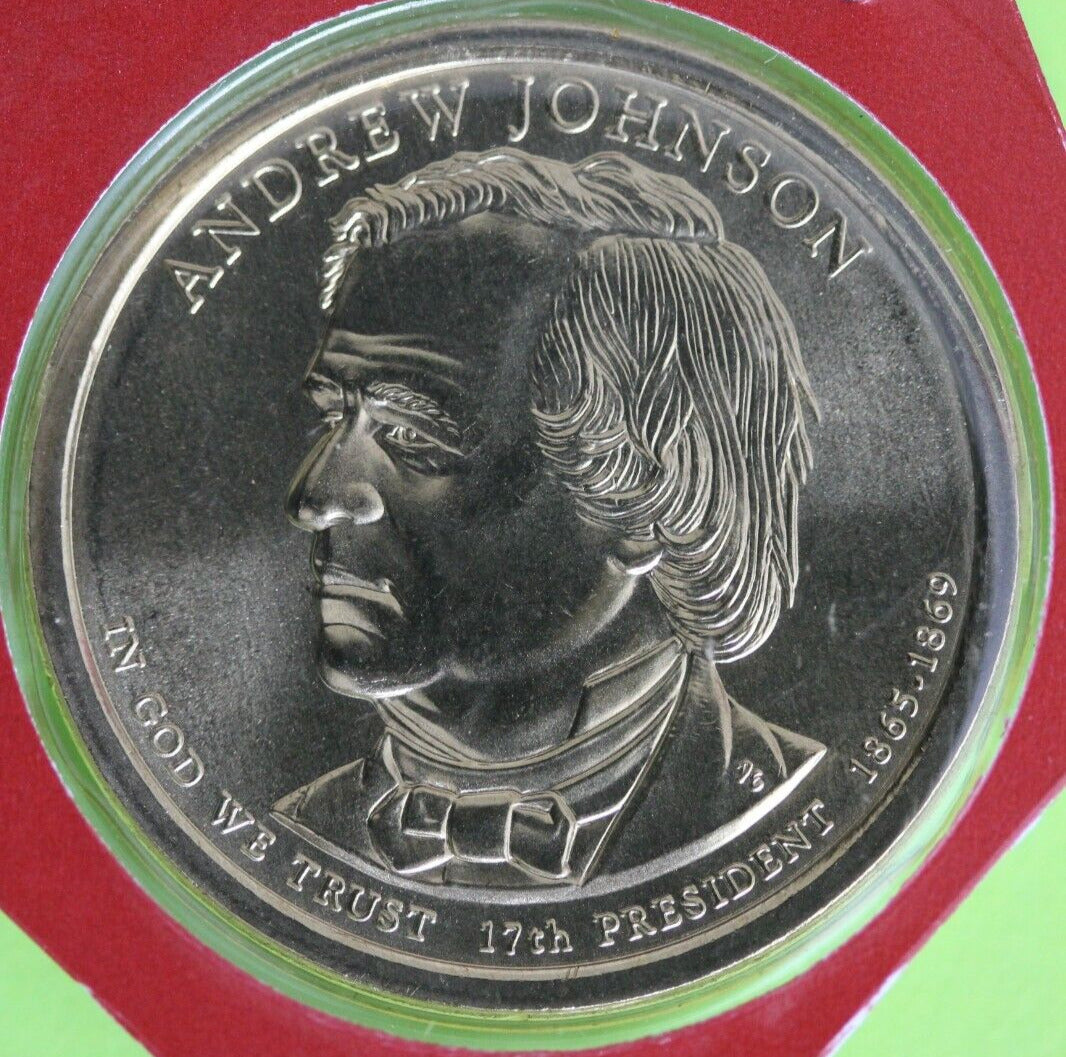 ANDREW JOHNSON
IN GOD WE TRUST 17th PRESIDENT 1865-1869